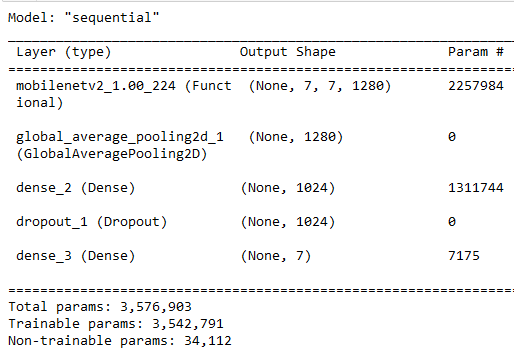 Model: "sequential"
Layer (type) Output Shape Param #
mobilenetv2_1.00_224 (Funct (None, 7, 7, 1280) 2257984
ional)
global_average_pooling2d_1 (None, 1280) 0
(GlobalAveragePooling2D)
dense_2 (Dense) (None, 1024) 1311744
dropout_1 (Dropout) (None, 1024) 0
dense_3 (Dense) (None, 7) 7175
Total params: 3,576,903
Trainable params: 3,542,791
Non-trainable params: 34,112